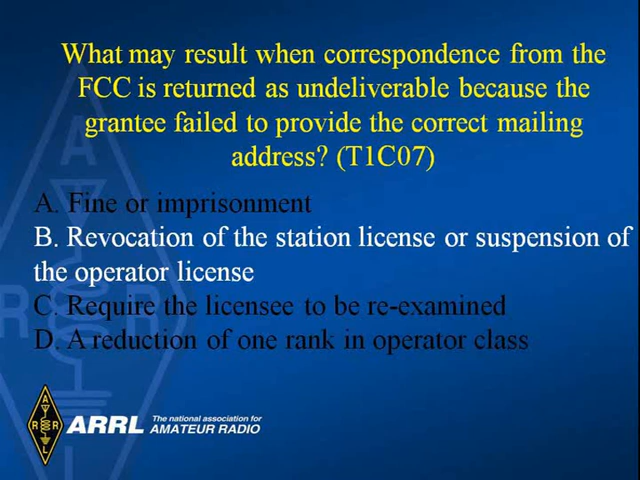 What may result when correspondence from the
FCC is returned as undeliverable because the
grantee failed to provide the correct mailing
address? (T1C07)
A. Fine or imprisonment
B. Revocation of the station license or suspension of
the operator license
C. Require the licensee to be re-examined
D. A reduction of one rank in operator class
A
R R
L
ARRL The national association for
AMATEUR RADIO